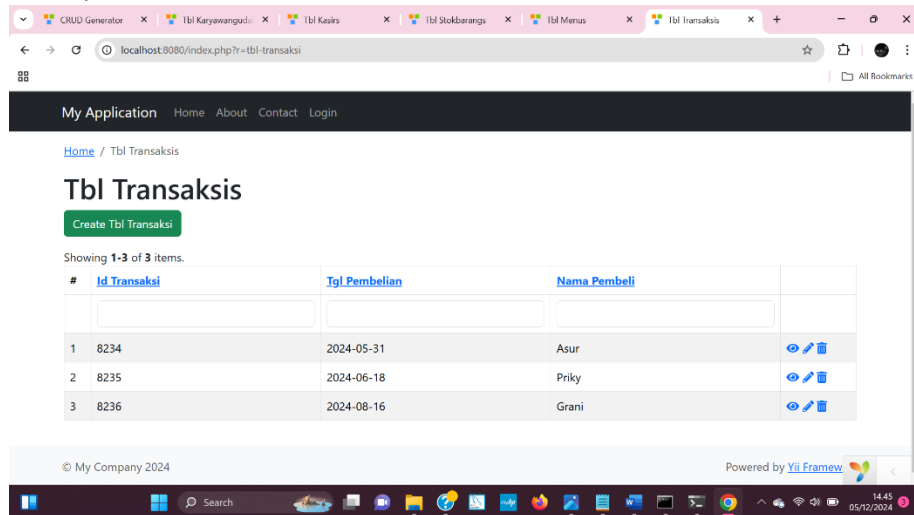 CRUD Generator
Tbl Karyawanguda
Tbl Kasirs
Tbl Stokbarangs
Tbl Menus
Tbl Transaksis
localhost:8080/index.php?r=tbl-transaksi
All Bookmarks
My Application Home About Contact Login
Home / Tbl Transaksis
Tbl Transaksis
Create Tbl Transaksi
Showing 1-3 of 3 items.
# Id Transaksi Tgl Pembelian Nama Pembeli
1 8234 2024-05-31 Asur
2 8235 2024-06-18 Priky
3 8236 2024-08-16 Grani
© My Company 2024 Powered by Yii Framew
Search
14.45
05/12/2024
3